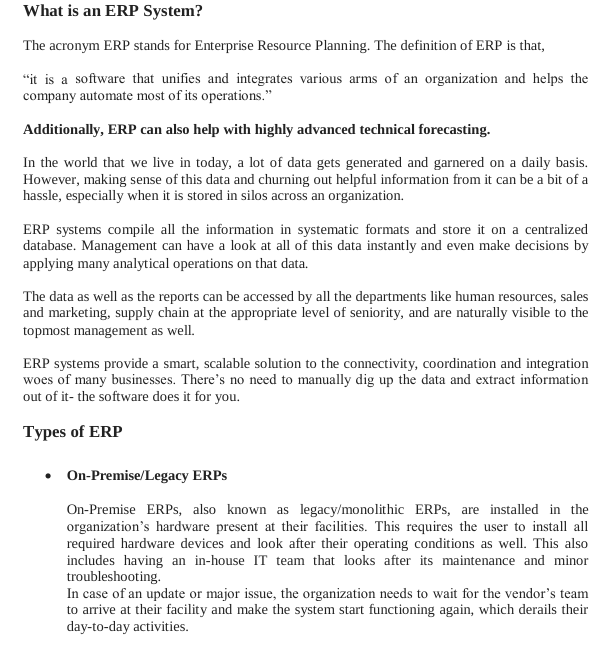 What is an ERP System?
The acronym ERP stands for Enterprise Resource Planning. The definition of ERP is that,
“it is a software that unifies and integrates various arms of an organization and helps the
company automate most of its operations.”
Additionally, ERP can also help with highly advanced technical forecasting.
In the world that we live in today, a lot of data gets generated and garnered on a daily basis.
However, making sense of this data and churning out helpful information from it can be a bit of a
hassle, especially when it is stored in silos across an organization.
ERP systems compile all the information in systematic formats and store it on a centralized
database. Management can have a look at all of this data instantly and even make decisions by
applying many analytical operations on that data.
The data as well as the reports can be accessed by all the departments like human resources, sales
and marketing, supply chain at the appropriate level of seniority, and are naturally visible to the
topmost management as well.
ERP systems provide a smart, scalable solution to the connectivity, coordination and integration
woes of many businesses. There’s no need to manually dig up the data and extract information
out of it- the software does it for you.
Types of ERP
• On-Premise/Legacy ERPs
On-Premise ERPs, also known as legacy/monolithic ERPs, are installed in the
organization’s hardware present at their facilities. This requires the user to install all
required hardware devices and look after their operating conditions as well. This also
includes having an in-house IT team that looks after its maintenance and minor
troubleshooting.
In case of an update or major issue, the organization needs to wait for the vendor’s team
to arrive at their facility and make the system start functioning again, which derails their
day-to-day activities.